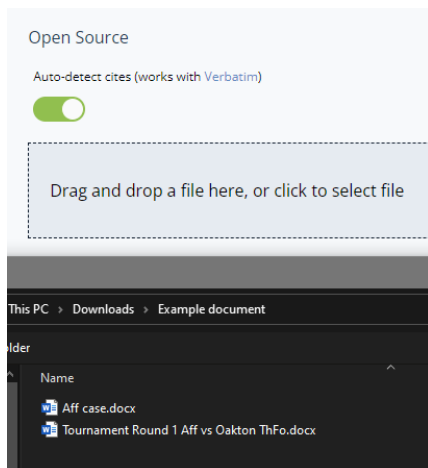 Open Source
Auto-detect cites (works with Verbatim)
Drag and drop a file here, or click to select file
This PC > Downloads > Example document
older
Name
Aff case.docx
Tournament Round 1 Aff vs Oakton ThFo.docx